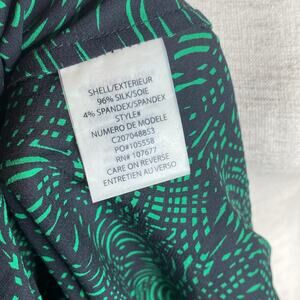 SHELL/EXTERIEUR
96% SILK/SOIE
4% SPANDEX/SPANDEX
STYLE#
NUMERO DE MODELE
C207048853
PO#105558
RN# 107677
CARE ON REVERSE
ENTRETIEN AU VERSO